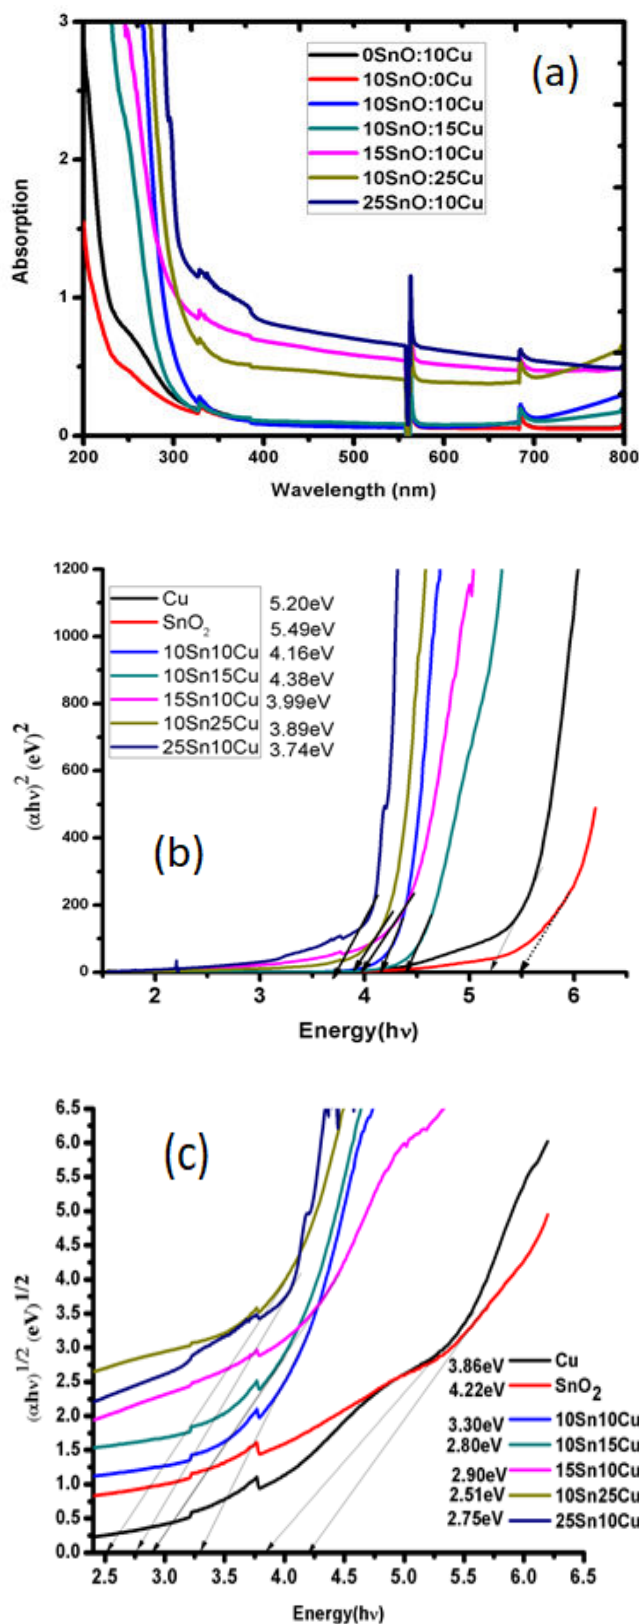 (a)
3
2
1
0
Absorption
0SnO:10Cu
10SnO:0Cu
10SnO:10Cu
10SnO:15Cu
15SnO:10Cu
10SnO:25Cu
25SnO:10Cu
200 300 400 500 600 700 800
Wavelength (nm)
(b)
1200
1000
800
600
400
200
0
(αhν)² (eV)²
Cu 5.20eV
SnO₂ 5.49eV
10Sn10Cu 4.16eV
10Sn15Cu 4.38eV
15Sn10Cu 3.99eV
10Sn25Cu 3.89eV
25Sn10Cu 3.74eV
2 3 4 5 6
Energy(hν)
(c)
6.5
6.0
5.5
5.0
4.5
4.0
3.5
3.0
2.5
2.0
1.5
1.0
0.5
0.0
(αhν)^1/2 (eV)^1/2
3.86eV Cu
4.22eV SnO₂
3.30eV 10Sn10Cu
2.80eV 10Sn15Cu
2.90eV 15Sn10Cu
2.51eV 10Sn25Cu
2.75eV 25Sn10Cu
2.5 3.0 3.5 4.0 4.5 5.0 5.5 6.0 6.5
Energy(hν)